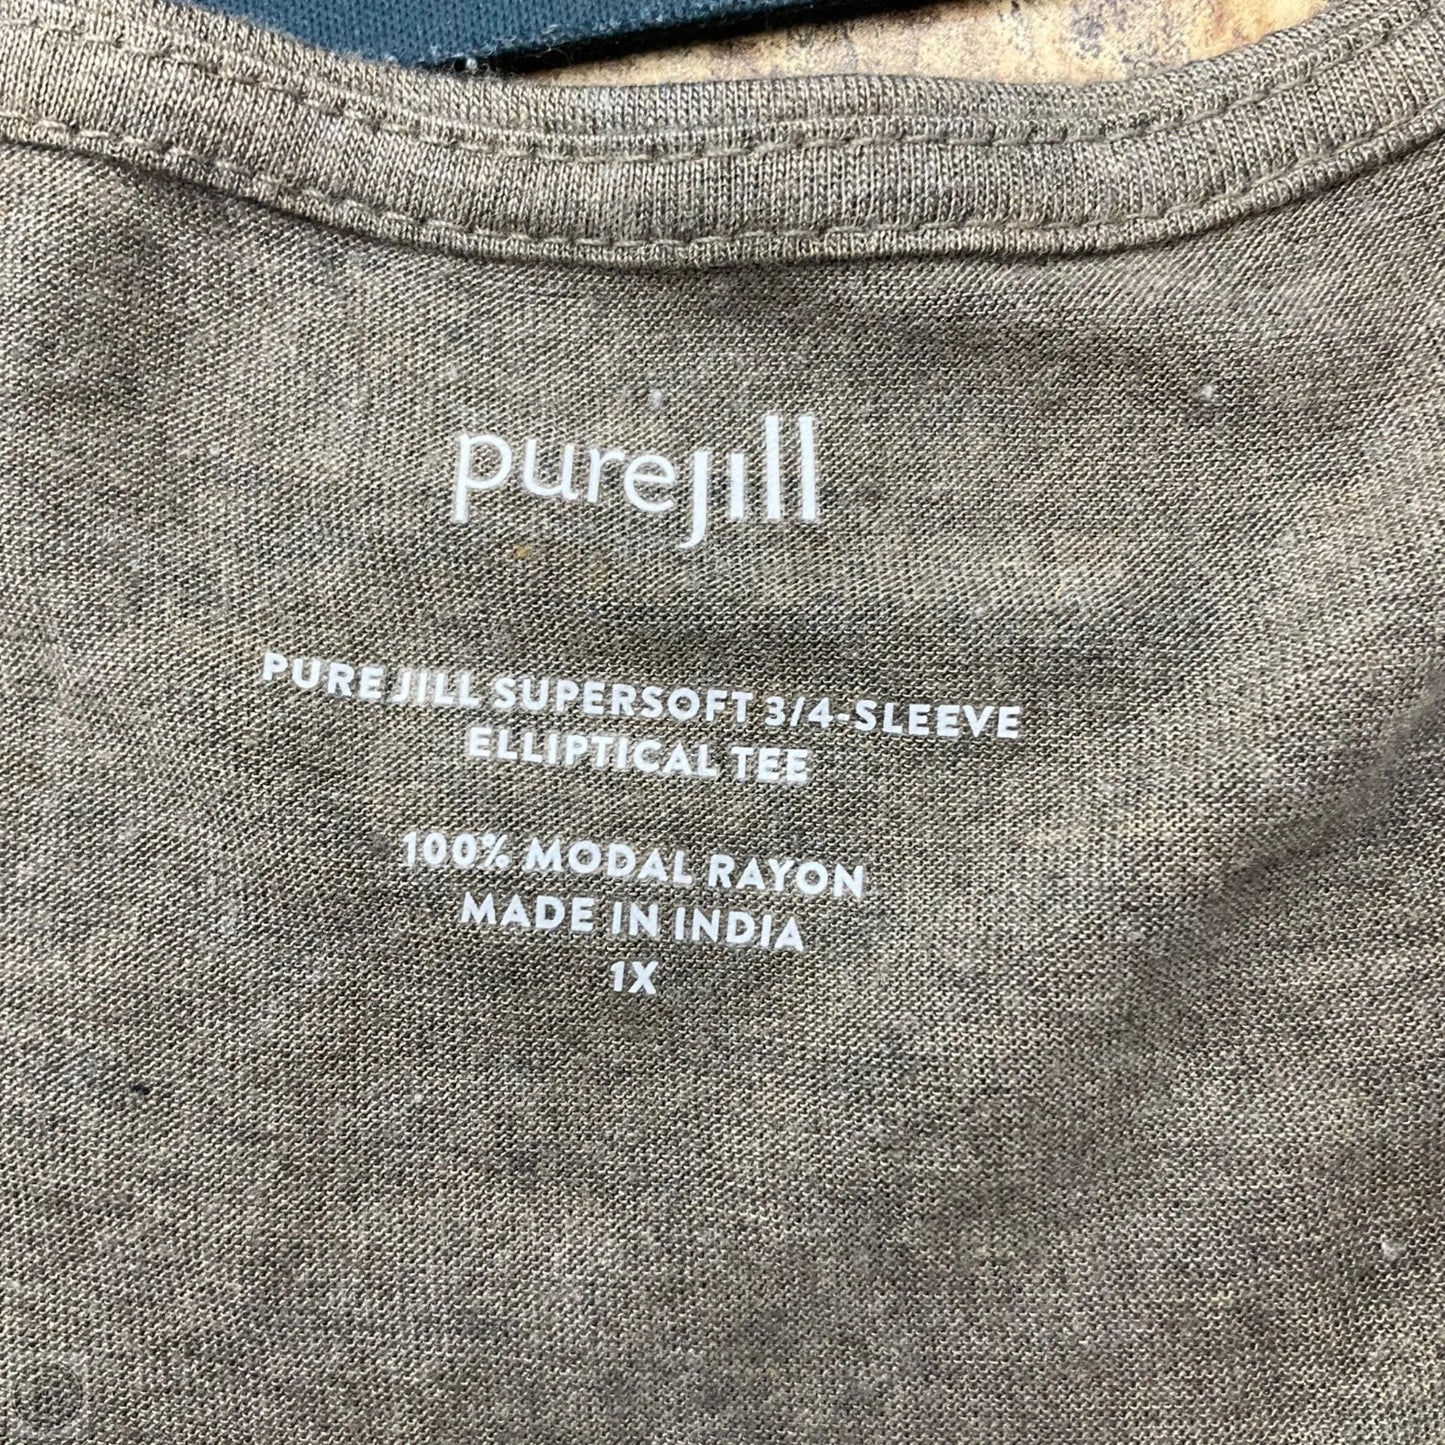 purejill
PURE JILL SUPERSOFT 3/4-SLEEVE
ELLIPTICAL TEE
100% MODAL RAYON
MADE IN INDIA
1X